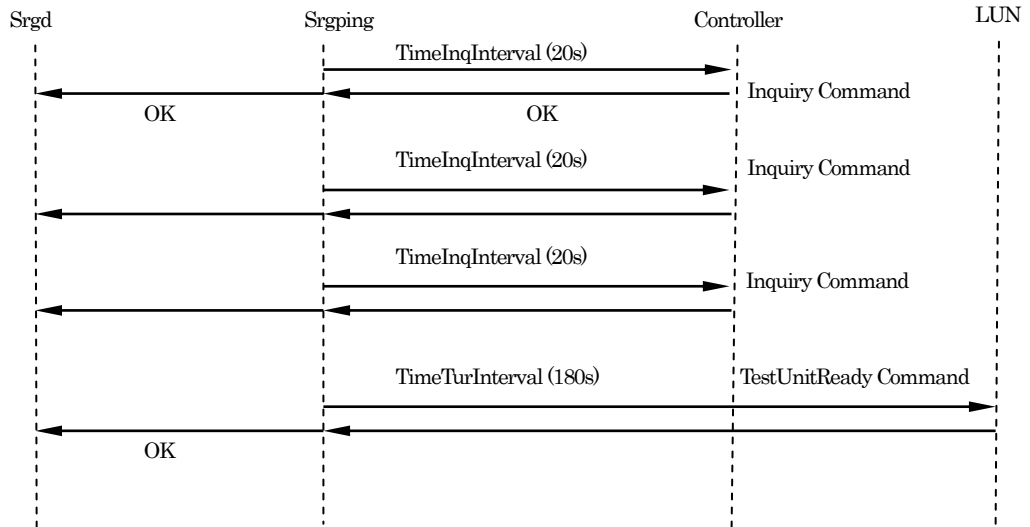 Srgd
Srgping
Controller
LUN
TimeInqInterval (20s)
Inquiry Command
OK
OK
TimeInqInterval (20s)
Inquiry Command
TimeInqInterval (20s)
Inquiry Command
TimeTurInterval (180s)
TestUnitReady Command
OK